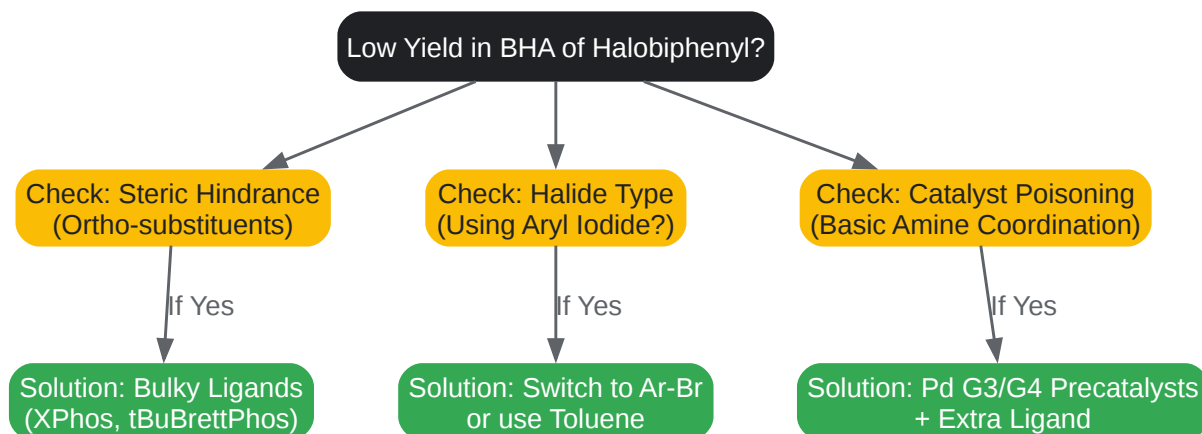 Low Yield in BHA of Halobiphenyl?
Check: Steric Hindrance
(Ortho-substituents)
Check: Halide Type
(Using Aryl Iodide?)
Check: Catalyst Poisoning
(Basic Amine Coordination)
If Yes
If Yes
If Yes
Solution: Bulky Ligands
(XPhos, tBuBrettPhos)
Solution: Switch to Ar-Br
or use Toluene
Solution: Pd G3/G4 Precatalysts
+ Extra Ligand